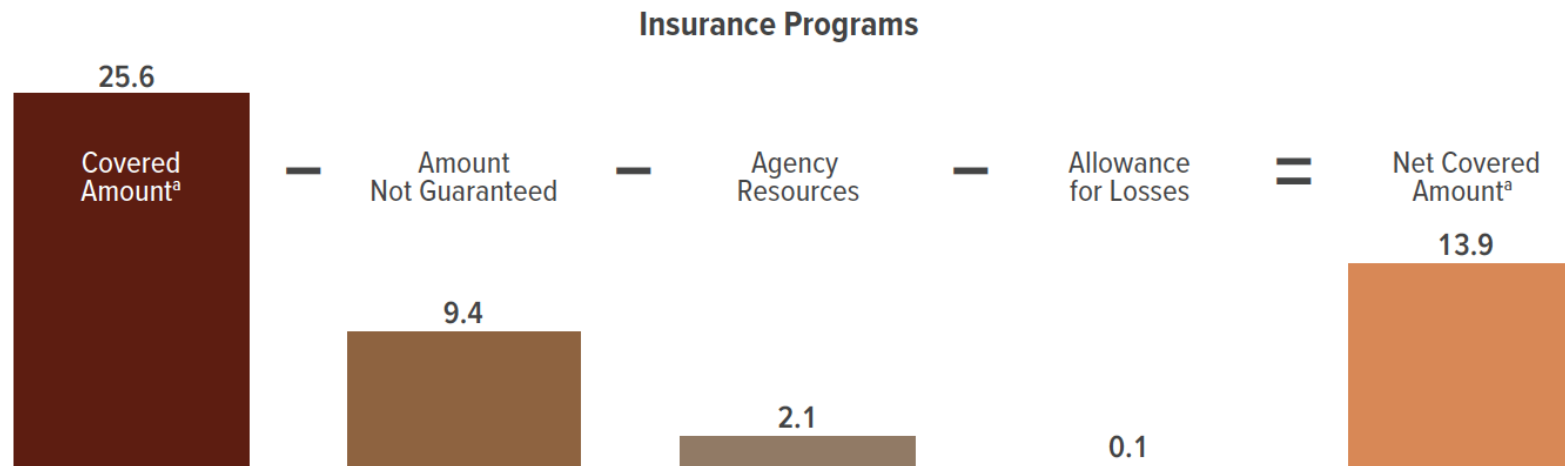 Insurance Programs
25.6
Covered
Amountᵃ
–
Amount
Not Guaranteed
–
Agency
Resources
–
Allowance
for Losses
=
Net Covered
Amountᵃ
13.9
9.4
2.1
0.1